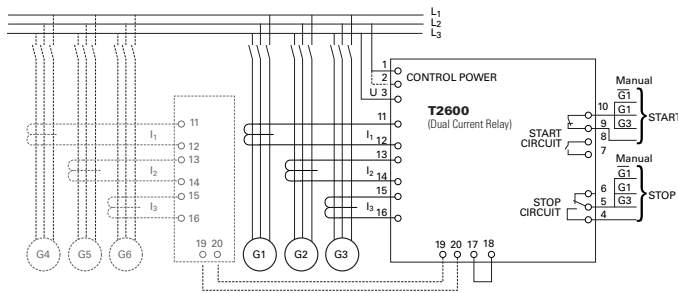 L1
L2
L3
1
2
U 3
CONTROL POWER
T2600
(Dual Current Relay)
11
I1
12
13
I2
14
15
I3
16
11
I1
12
13
I2
14
15
I3
16
19 20
19 20 17 18
G4
G5
G6
G1
G2
G3
START
CIRCUIT
10
9
8
7
Manual
G1
G1
G3
START
STOP
CIRCUIT
6
5
4
Manual
G1
G1
G3
STOP